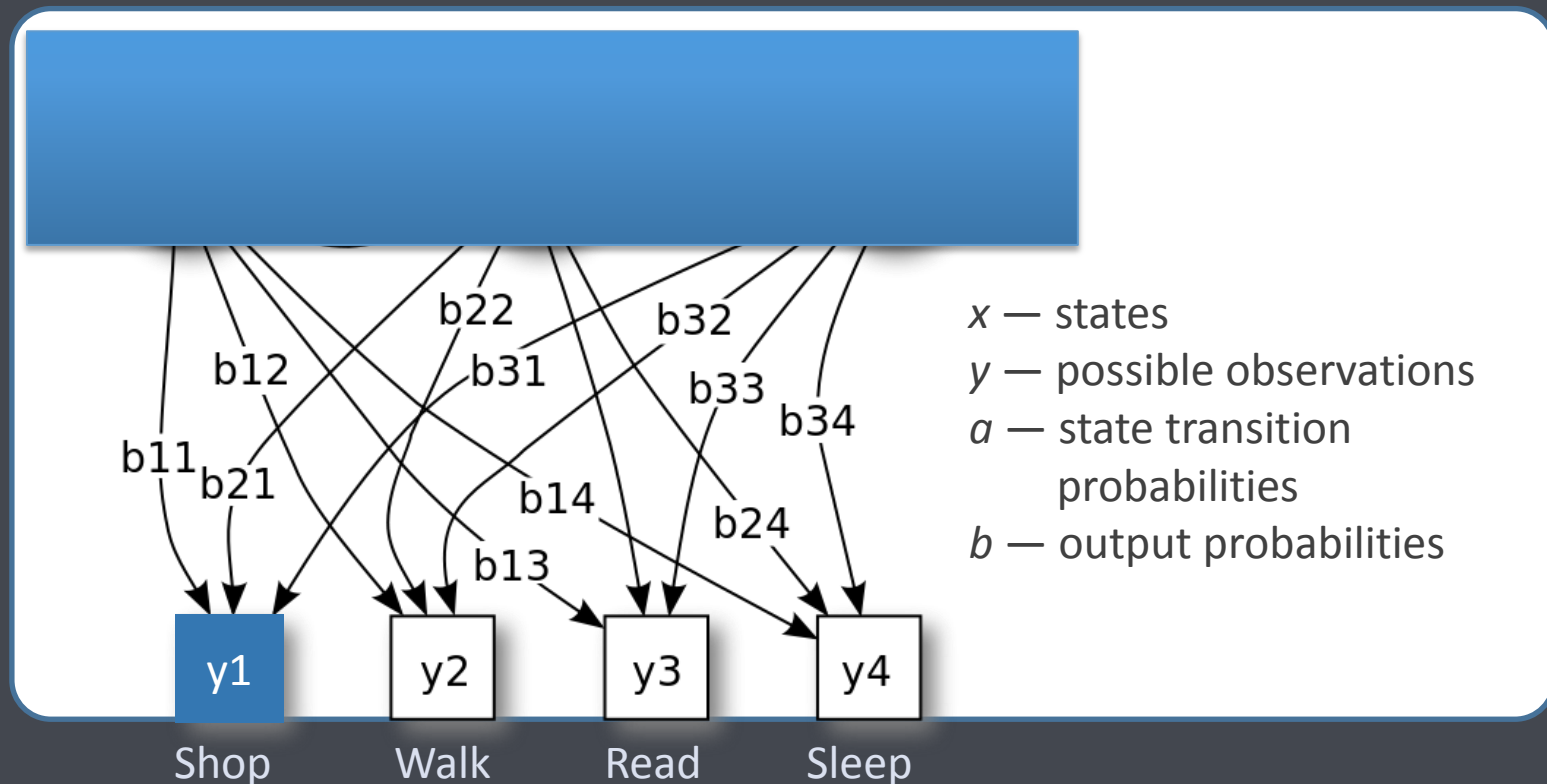 b22
b32
b12
b31
b33
b34
b11
b21
b14
b24
b13
x — states
y — possible observations
a — state transition
probabilities
b — output probabilities
y1
y2
y3
y4
Shop
Walk
Read
Sleep